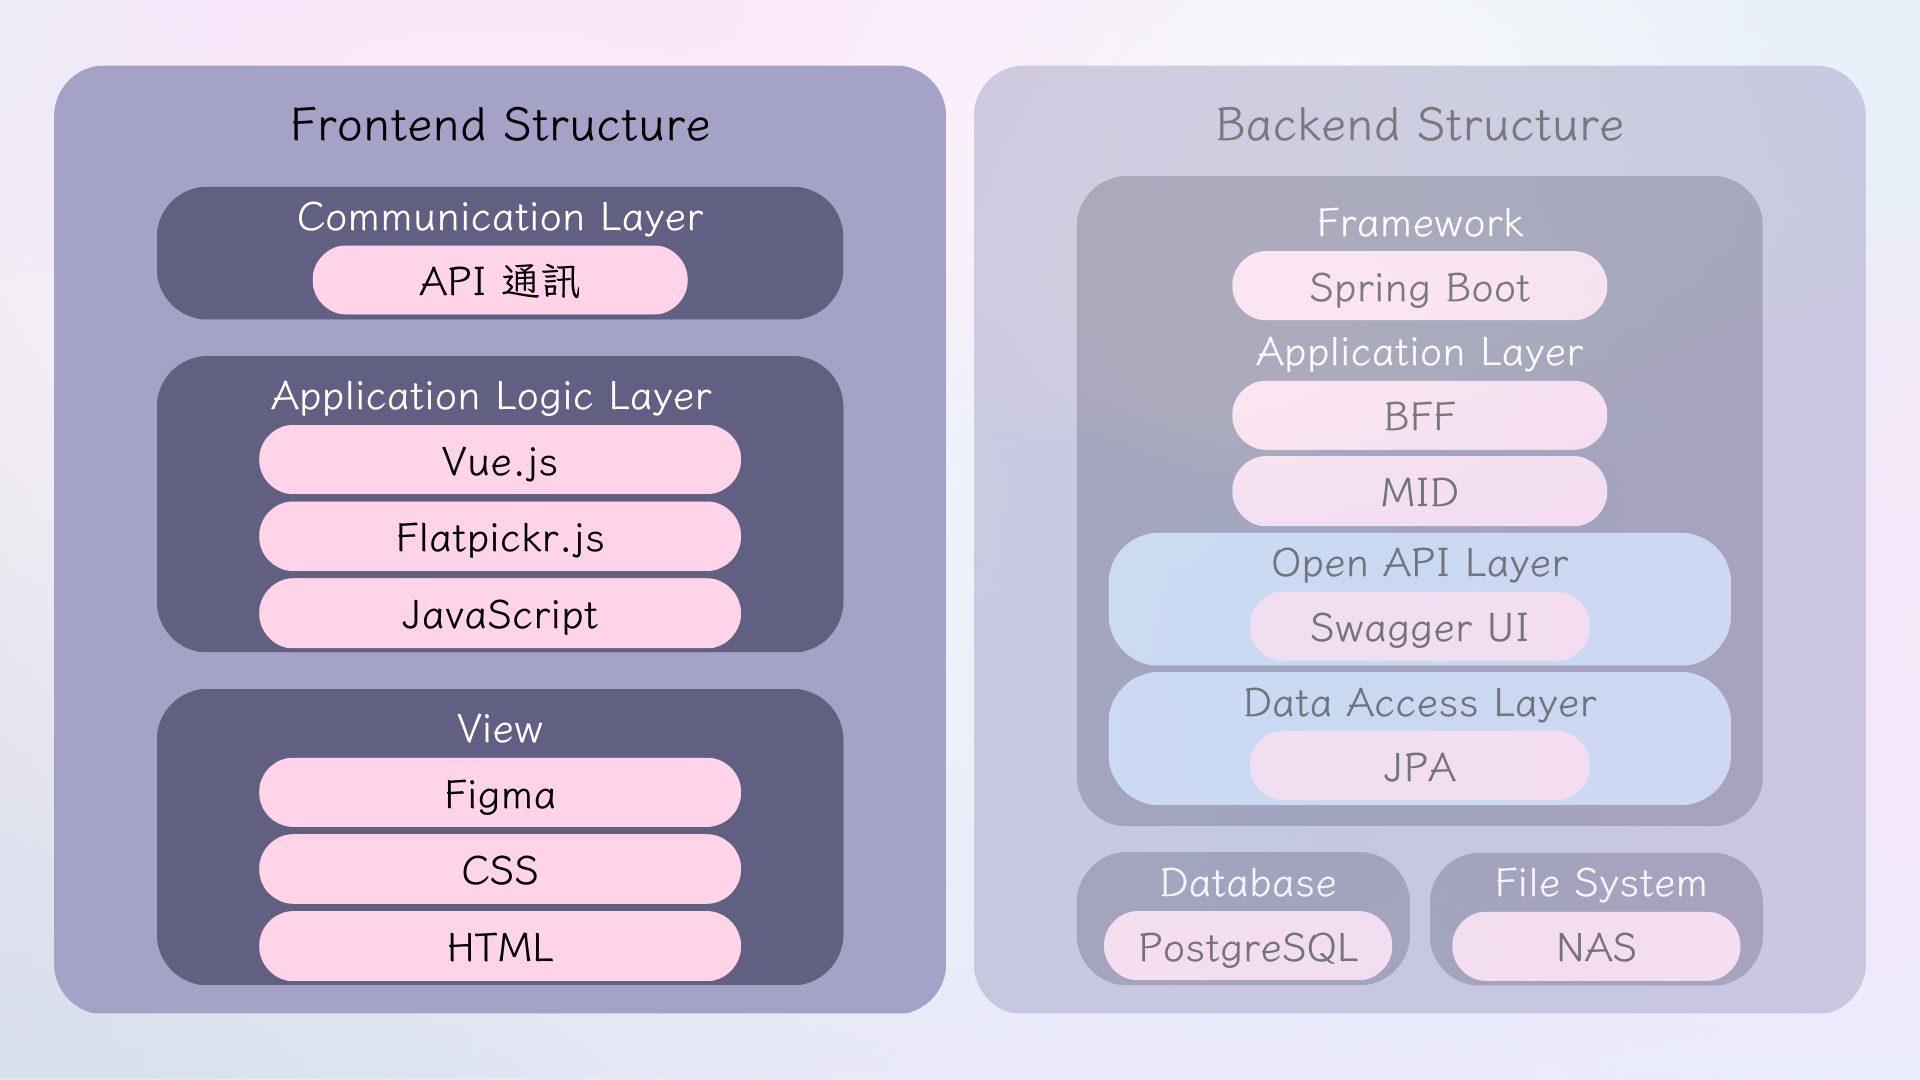 Frontend Structure
Communication Layer
API 通訊
Application Logic Layer
Vue.js
Flatpickr.js
JavaScript
View
Figma
CSS
HTML
Backend Structure
Framework
Spring Boot
Application Layer
BFF
MID
Open API Layer
Swagger UI
Data Access Layer
JPA
Database
PostgreSQL
File System
NAS